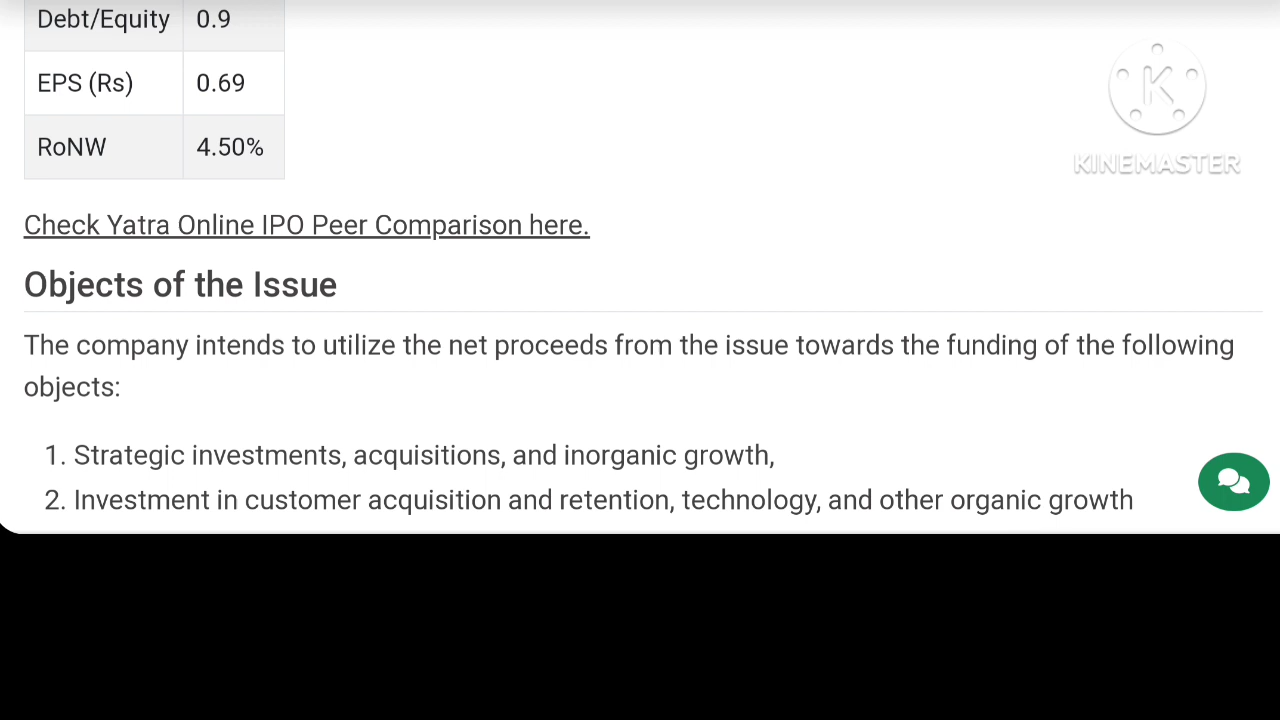 Debt/Equity 0.9
EPS (Rs) 0.69
RoNW 4.50%
K
KINEMASTER
Check Yatra Online IPO Peer Comparison here.
Objects of the Issue
The company intends to utilize the net proceeds from the issue towards the funding of the following
objects:
1. Strategic investments, acquisitions, and inorganic growth,
2. Investment in customer acquisition and retention, technology, and other organic growth